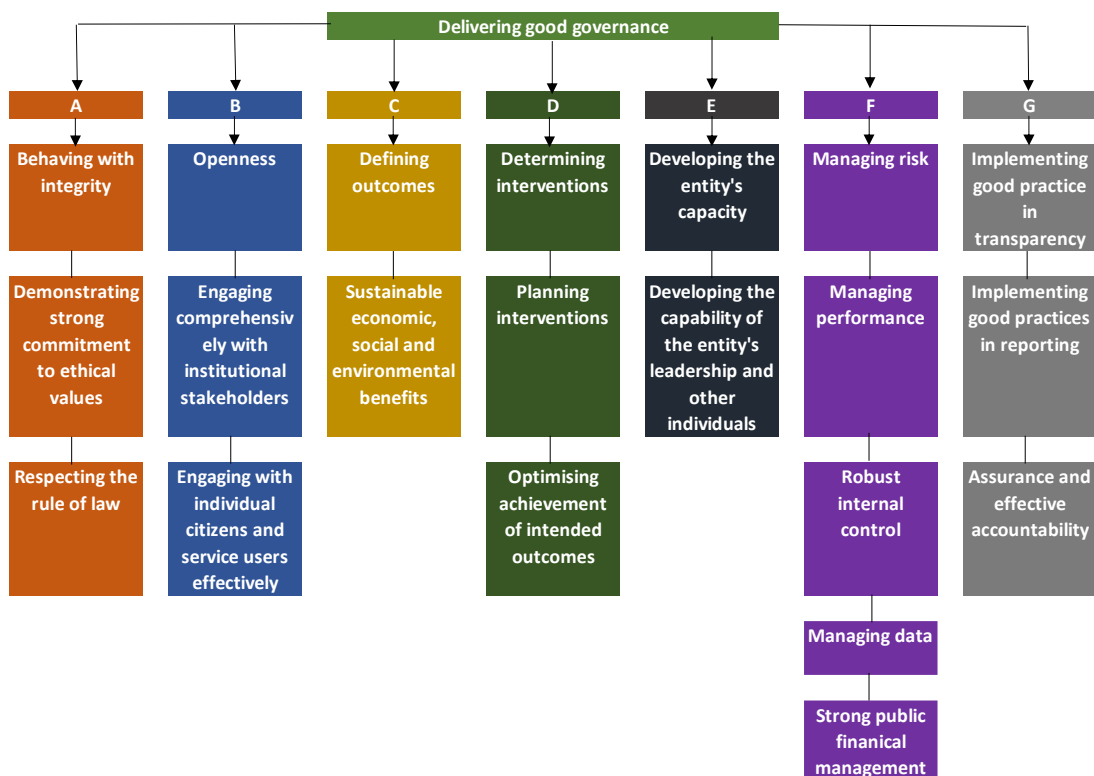 Delivering good governance
A
B
C
D
E
F
G
Behaving with
integrity
Openness
Defining
outcomes
Determining
interventions
Developing the
entity's
capacity
Managing risk
Implementing
good practice
in
transparency
Demonstrating
strong
commitment
to ethical
values
Engaging
comprehensiv
ely with
institutional
stakeholders
Sustainable
economic,
social and
environmental
benefits
Planning
interventions
Developing the
capability of
the entity's
leadership and
other
individuals
Managing
performance
Implementing
good practices
in reporting
Respecting the
rule of law
Engaging with
individual
citizens and
service users
effectively
Optimising
achievement
of intended
outcomes
Robust
internal
control
Assurance and
effective
accountability
Managing data
Strong public
finanical
management